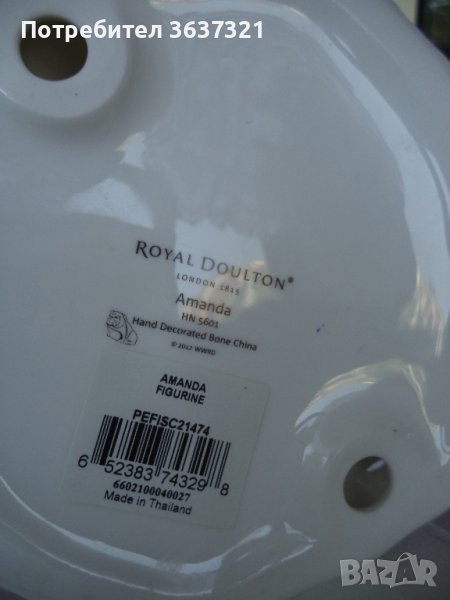 Потребител 3637321
ROYAL DOULTON®
LONDON 1815
Amanda
HN 5601
Hand Decorated Bone China
© 2012 WWRD
AMANDA
FIGURINE
PEFISC21474
6 52383 74329 8
6602100040027
Made in Thailand
BAZAR